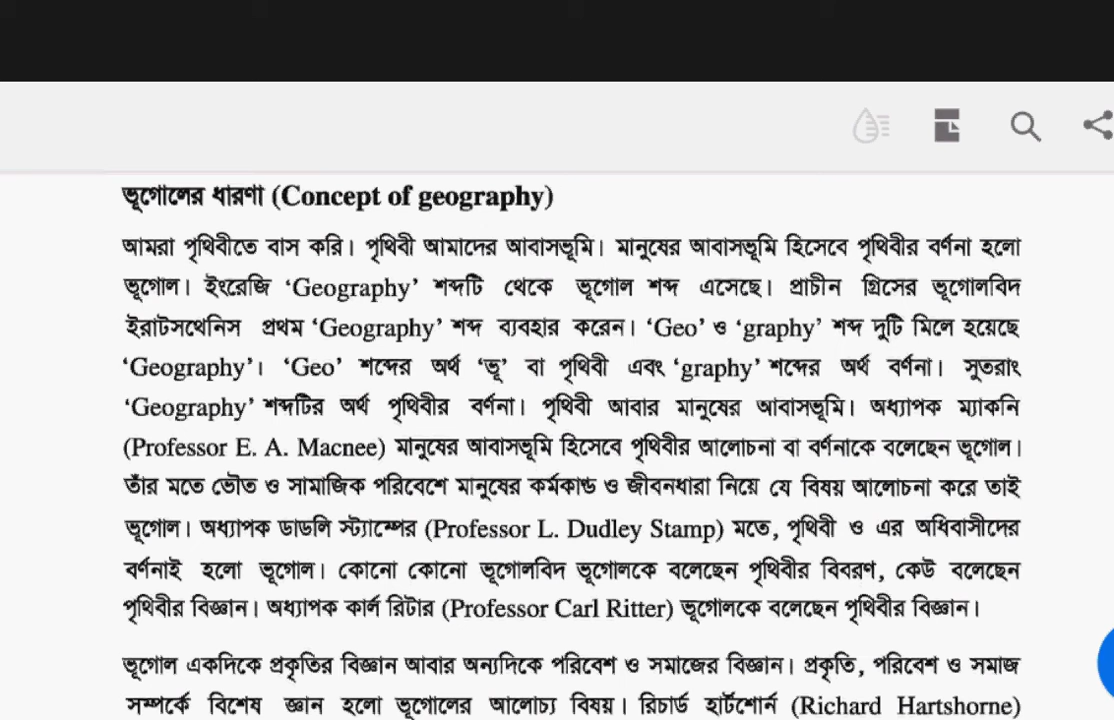 ভূগোলের ধারণা (Concept of geography)
আমরা পৃথিবীতে বাস করি। পৃথিবী আমাদের আবাসভূমি। মানুষের আবাসভূমি হিসেবে পৃথিবীর বর্ণনা হলো
ভূগোল। ইংরেজি ‘Geography’ শব্দটি থেকে ভূগোল শব্দ এসেছে। প্রাচীন গ্রিসের ভূগোলবিদ
ইরাটসথেনিস প্রথম ‘Geography’ শব্দ ব্যবহার করেন। ‘Geo’ ও ‘graphy’ শব্দ দুটি মিলে হয়েছে
‘Geography’। ‘Geo’ শব্দের অর্থ ‘ভূ’ বা পৃথিবী এবং ‘graphy’ শব্দের অর্থ বর্ণনা। সুতরাং
‘Geography’ শব্দটির অর্থ পৃথিবীর বর্ণনা। পৃথিবী আবার মানুষের আবাসভূমি। অধ্যাপক ম্যাকনি
(Professor E. A. Macnee) মানুষের আবাসভূমি হিসেবে পৃথিবীর আলোচনা বা বর্ণনাকে বলেছেন ভূগোল।
তাঁর মতে ভৌত ও সামাজিক পরিবেশে মানুষের কর্মকাণ্ড ও জীবনধারা নিয়ে যে বিষয় আলোচনা করে তাই
ভূগোল। অধ্যাপক ডাডলি স্ট্যাম্পের (Professor L. Dudley Stamp) মতে, পৃথিবী ও এর অধিবাসীদের
বর্ণনাই হলো ভূগোল। কোনো কোনো ভূগোলবিদ ভূগোলকে বলেছেন পৃথিবীর বিবরণ, কেউ বলেছেন
পৃথিবীর বিজ্ঞান। অধ্যাপক কার্ল রিটার (Professor Carl Ritter) ভূগোলকে বলেছেন পৃথিবীর বিজ্ঞান।
ভূগোল একদিকে প্রকৃতির বিজ্ঞান আবার অন্যদিকে পরিবেশ ও সমাজের বিজ্ঞান। প্রকৃতি, পরিবেশ ও সমাজ
সম্পর্কে বিশেষ জ্ঞান হলো ভূগোলের আলোচ্য বিষয়। রিচার্ড হার্টশোর্ন (Richard Hartshorne)